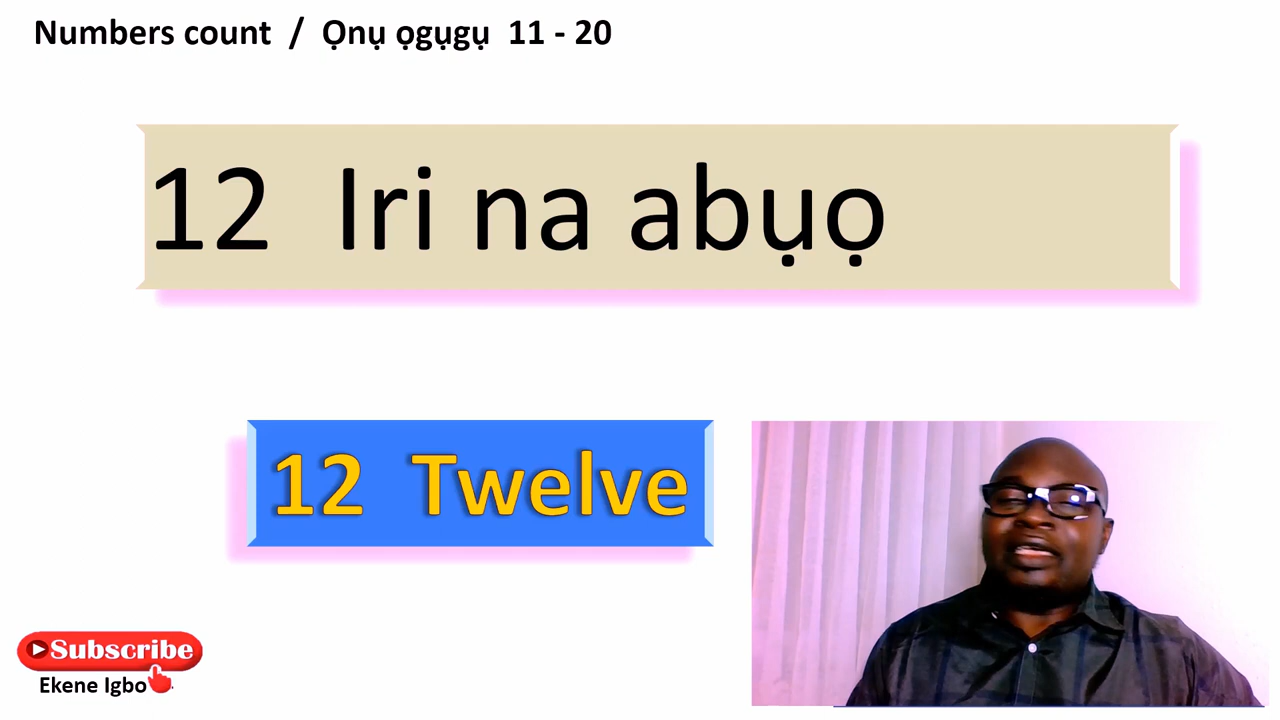 Numbers count / Ọnụ ọgụgụ 11 - 20
12 Iri na abụọ
12 Twelve
Subscribe
Ekene Igbo